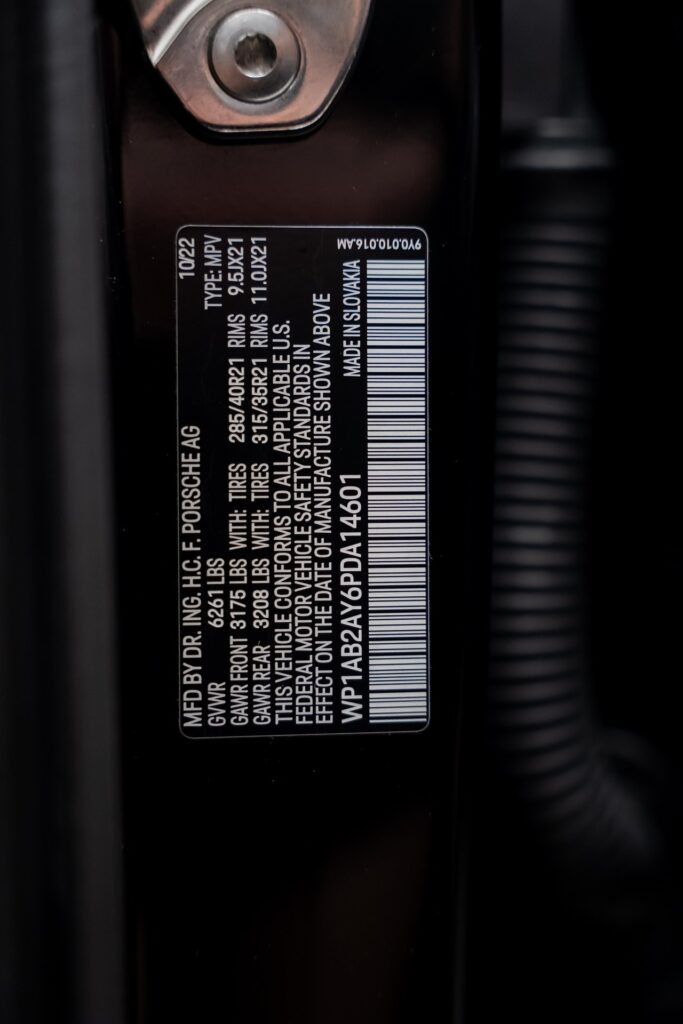 MFD BY DR. ING. H.C. F. PORSCHE AG 10/22
GVWR 6261 LBS TYPE: MPV
GAWR FRONT 3175 LBS WITH: TIRES 285/40R21 RIMS 9.5JX21
GAWR REAR 3208 LBS WITH: TIRES 315/35R21 RIMS 11.0JX21
THIS VEHICLE CONFORMS TO ALL APPLICABLE U.S.
FEDERAL MOTOR VEHICLE SAFETY STANDARDS IN
EFFECT ON THE DATE OF MANUFACTURE SHOWN ABOVE
WP1AB2AY6PDA14601 MADE IN SLOVAKIA
9Y0.010.016.AM